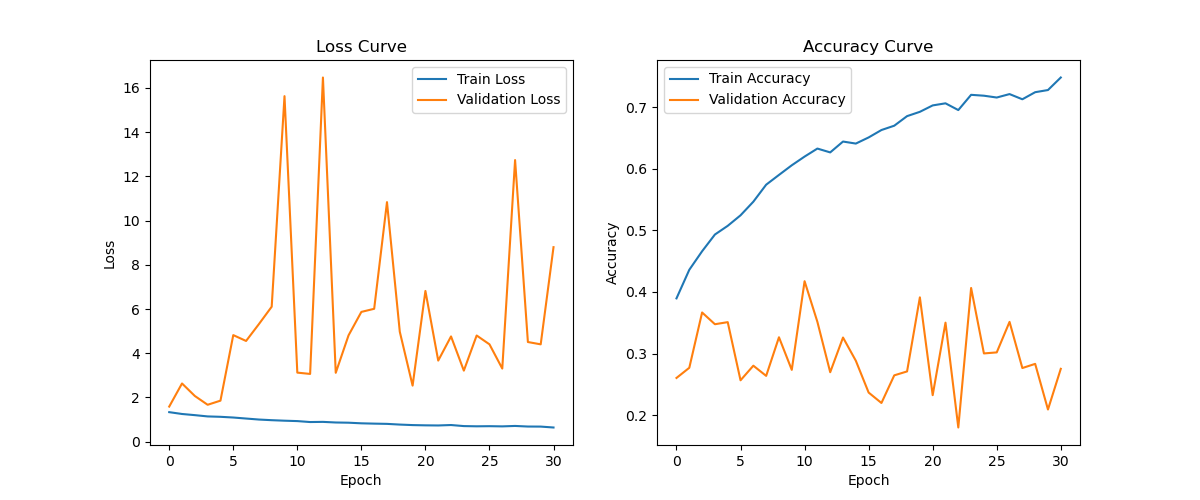 Loss Curve
Train Loss
Validation Loss
16
14
12
10
8
6
4
2
0
Loss
0 5 10 15 20 25 30
Epoch
Accuracy Curve
Train Accuracy
Validation Accuracy
0.7
0.6
0.5
0.4
0.3
0.2
Accuracy
0 5 10 15 20 25 30
Epoch